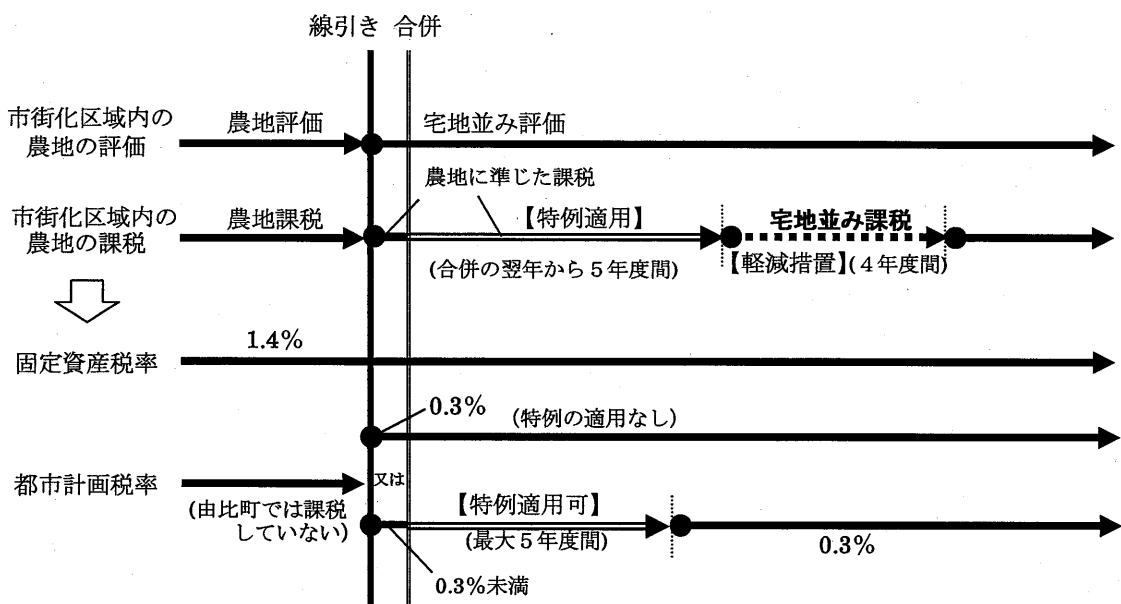 線引き 合併
市街化区域内の
農地の評価
農地評価
宅地並み評価
農地に準じた課税
市街化区域内の
農地の課税
農地課税
【特例適用】
宅地並み課税
(合併の翌年から５年度間)
【軽減措置】(４年度間)
固定資産税率
1.4%
0.3%
(特例の適用なし)
都市計画税率
又は
(由比町では課税
していない)
【特例適用可】
(最大５年度間)
0.3%
0.3%未満